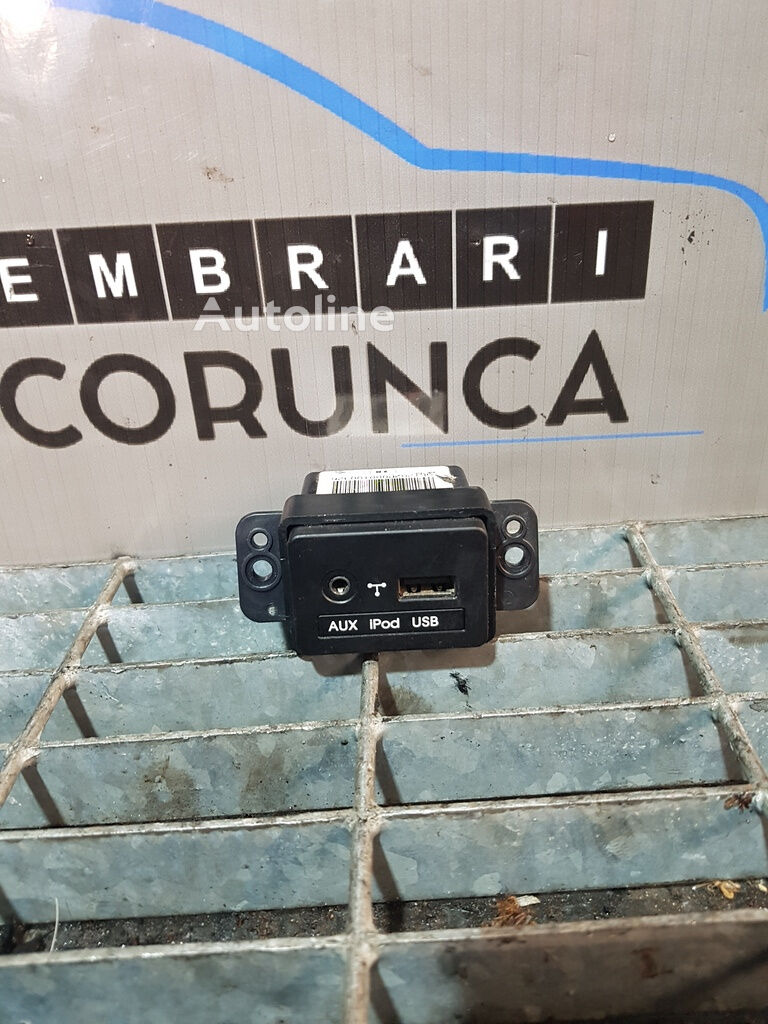 EMBRARI
Autoline
CORUNCA
AUX iPod USB